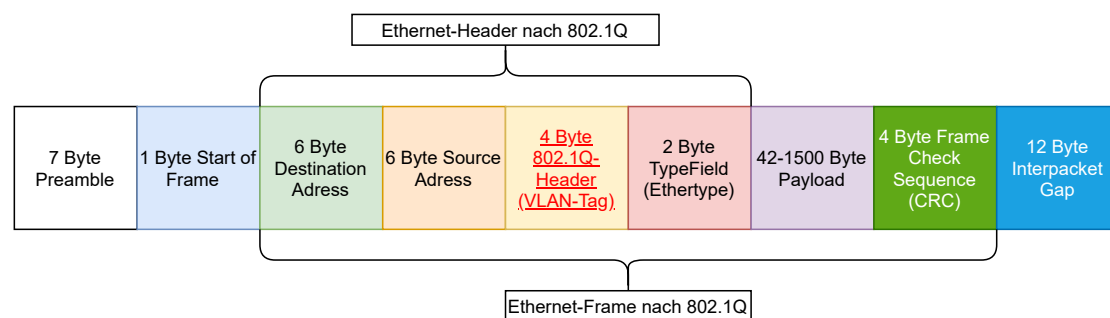 Ethernet-Header nach 802.1Q
7 Byte
Preamble
1 Byte Start of
Frame
6 Byte
Destination
Adress
6 Byte Source
Adress
4 Byte
802.1Q-
Header
(VLAN-Tag)
2 Byte
TypeField
(Ethertype)
42-1500 Byte
Payload
4 Byte Frame
Check
Sequence
(CRC)
12 Byte
Interpacket
Gap
Ethernet-Frame nach 802.1Q